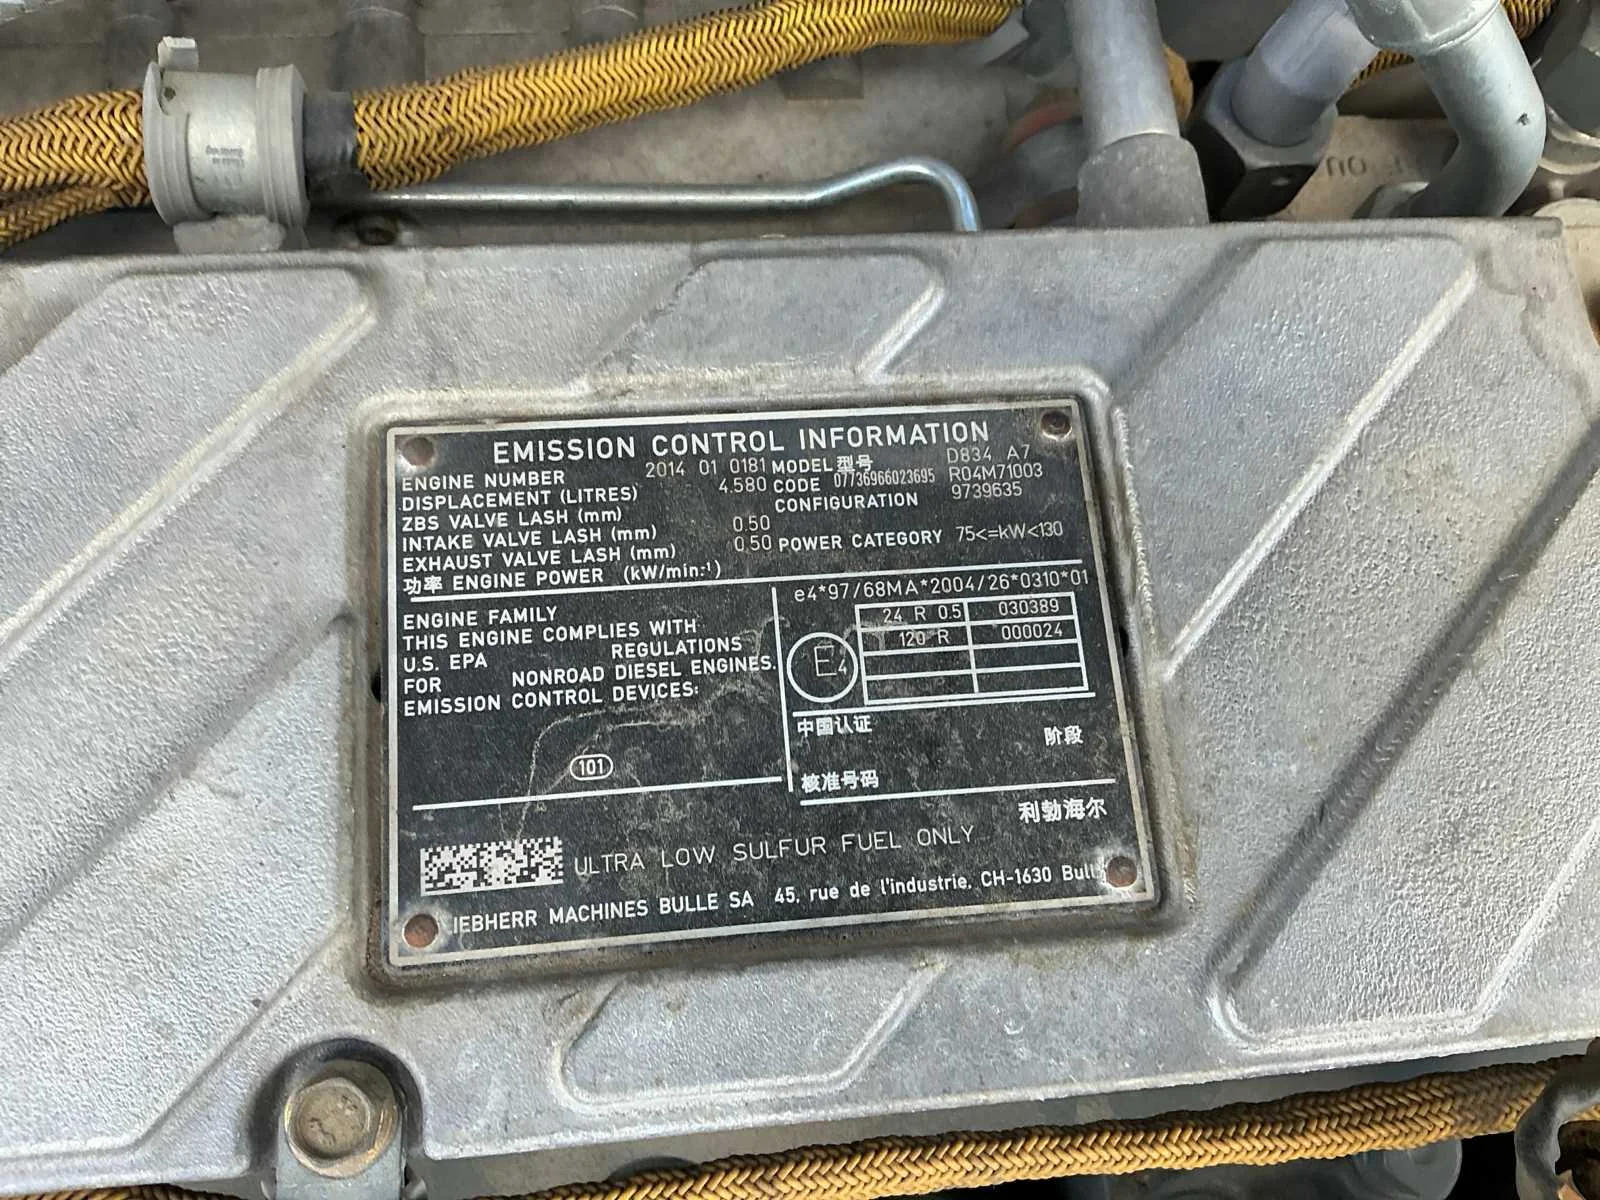 EMISSION CONTROL INFORMATION
ENGINE NUMBER 2014 01 0181 MODEL 型号 D834 A7
DISPLACEMENT (LITRES) 4.580 CODE 07736966023695 R04M71003
ZBS VALVE LASH (mm) CONFIGURATION 9739635
INTAKE VALVE LASH (mm) 0.50
EXHAUST VALVE LASH (mm) 0.50 POWER CATEGORY 75<=kW<130
功率 ENGINE POWER (kW/min:¹)
ENGINE FAMILY
THIS ENGINE COMPLIES WITH
U.S. EPA REGULATIONS
FOR NONROAD DIESEL ENGINES.
EMISSION CONTROL DEVICES:
101
e4*97/68MA*2004/26*0310*01
24 R 0.5 030389
120 R 000024
E4
中国认证 阶段
核准号码
利勃海尔
ULTRA LOW SULFUR FUEL ONLY
IEBHERR MACHINES BULLE SA 45, rue de l'industrie, CH-1630 Bull